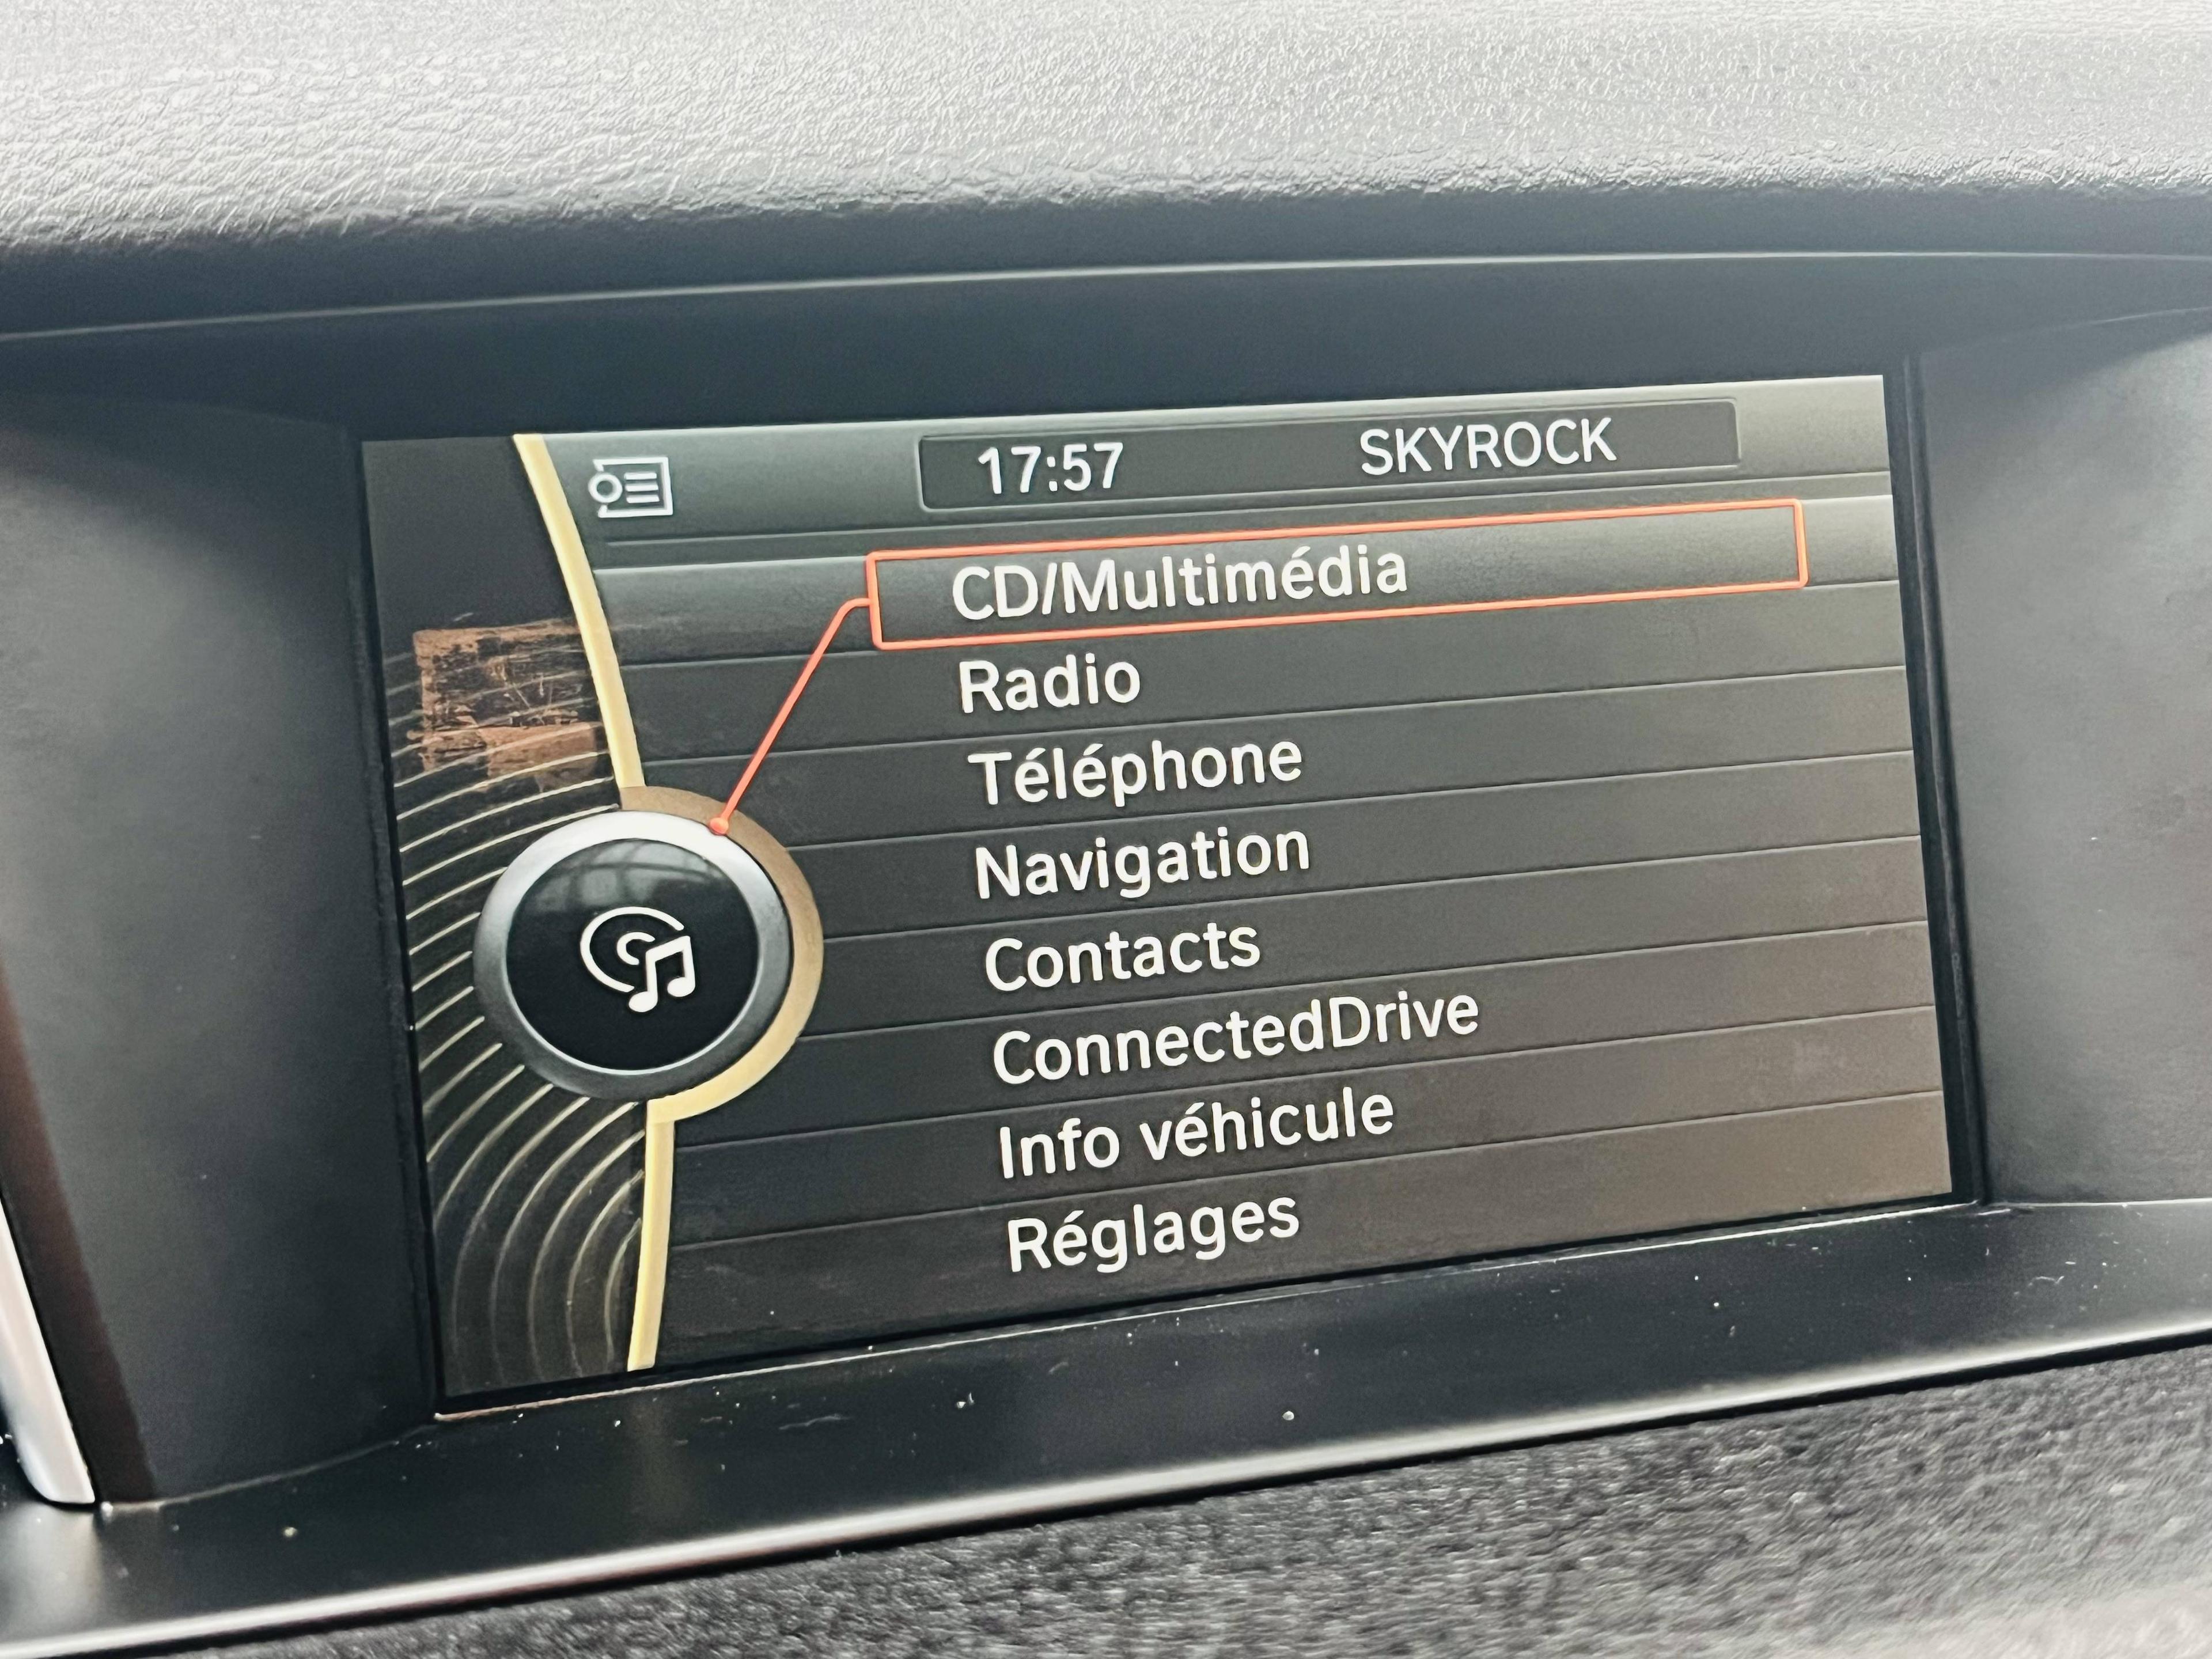 17:57 SKYROCK
CD/Multimédia
Radio
Téléphone
Navigation
Contacts
ConnectedDrive
Info véhicule
Réglages